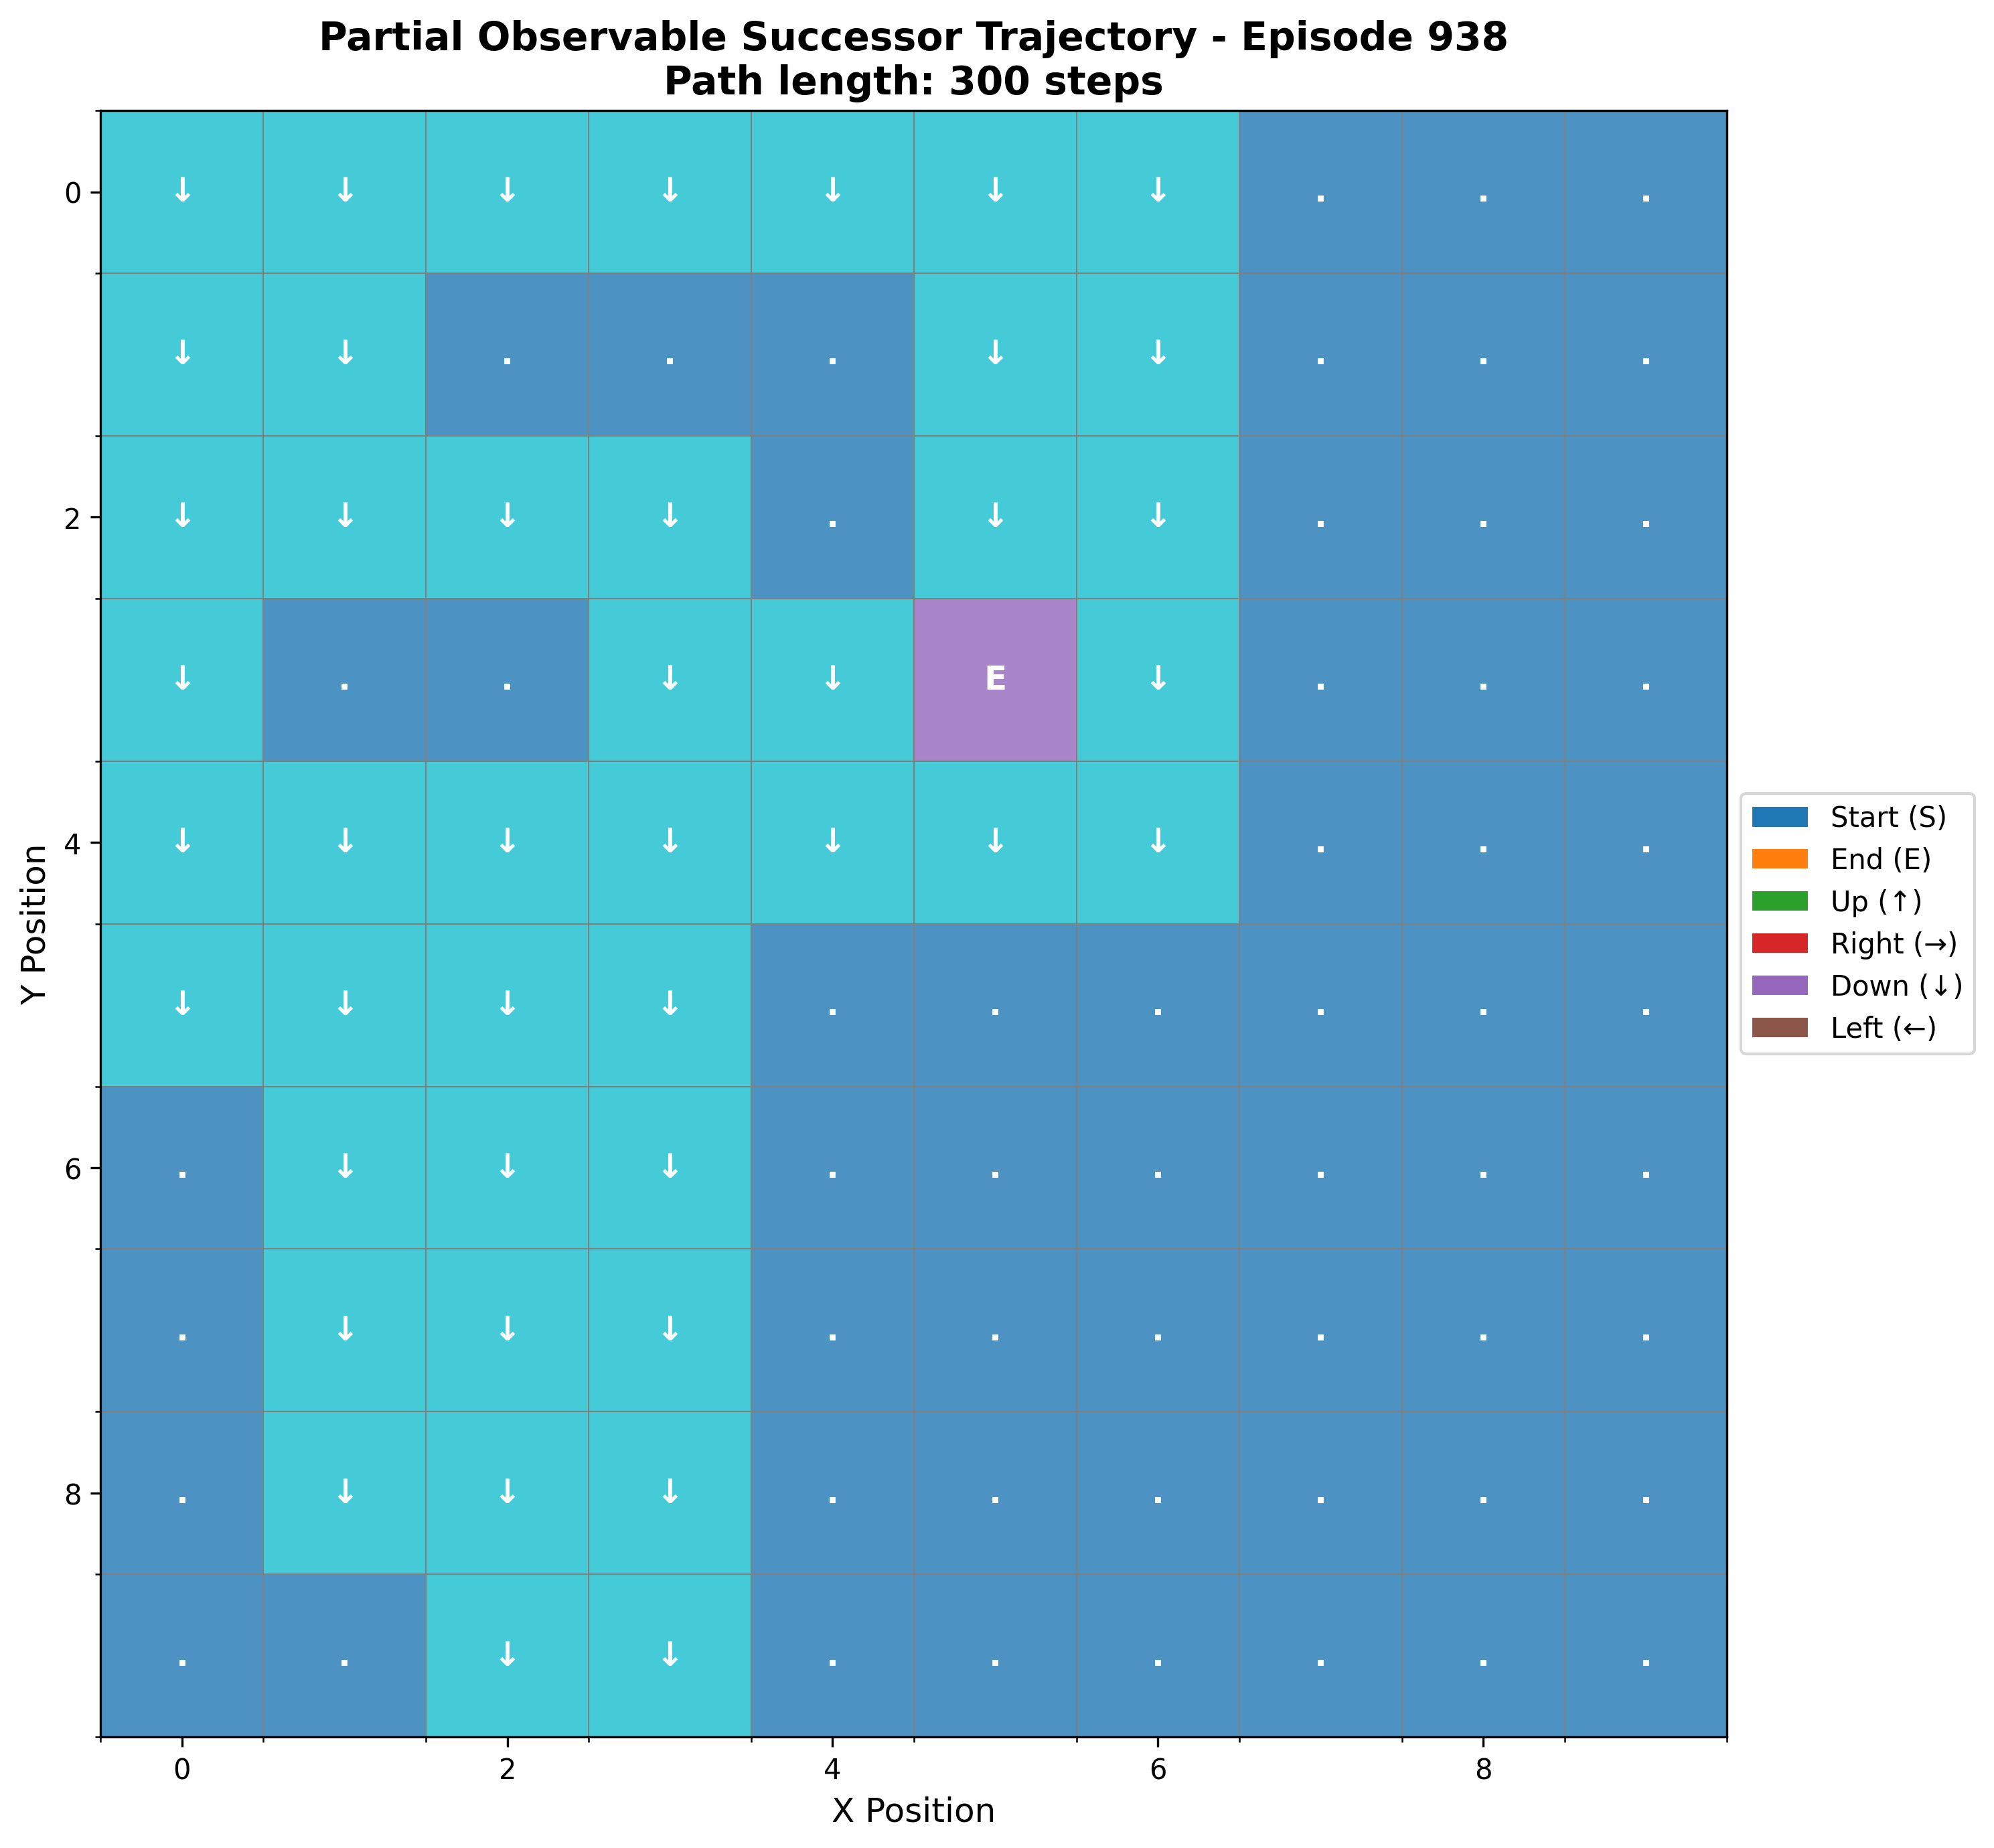 Partial Observable Successor Trajectory - Episode 938
Path length: 300 steps
0 ↓ ↓ ↓ ↓ ↓ ↓ ↓ . . .
↓ ↓ . . . ↓ ↓ . . .
2 ↓ ↓ ↓ ↓ . ↓ ↓ . . .
↓ . . ↓ ↓ E ↓ . . .
4 ↓ ↓ ↓ ↓ ↓ ↓ ↓ . . .
↓ ↓ ↓ ↓ . . . . . .
6 . ↓ ↓ ↓ . . . . . .
. ↓ ↓ ↓ . . . . . .
8 . ↓ ↓ ↓ . . . . . .
. . ↓ ↓ . . . . . .
0 2 4 6 8
X Position
Y Position
Start (S)
End (E)
Up (↑)
Right (→)
Down (↓)
Left (←)